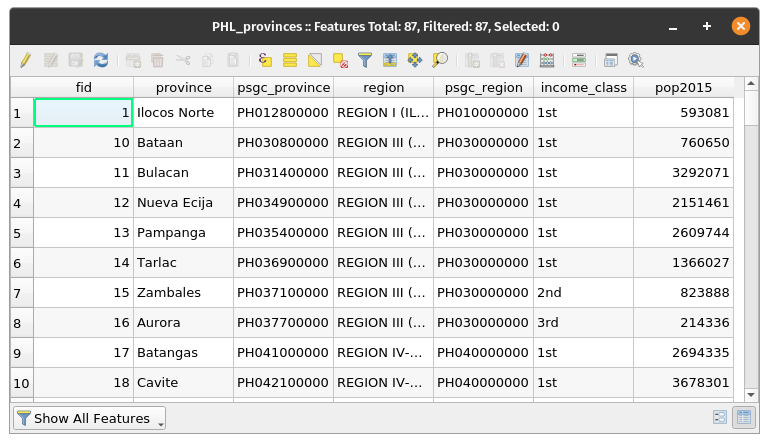 PHL_provinces :: Features Total: 87, Filtered: 87, Selected: 0
fid province psgc_province region psgc_region income_class pop2015
1 1 Ilocos Norte PH012800000 REGION I (IL... PH010000000 1st 593081
2 10 Bataan PH030800000 REGION III (... PH030000000 1st 760650
3 11 Bulacan PH031400000 REGION III (... PH030000000 1st 3292071
4 12 Nueva Ecija PH034900000 REGION III (... PH030000000 1st 2151461
5 13 Pampanga PH035400000 REGION III (... PH030000000 1st 2609744
6 14 Tarlac PH036900000 REGION III (... PH030000000 1st 1366027
7 15 Zambales PH037100000 REGION III (... PH030000000 2nd 823888
8 16 Aurora PH037700000 REGION III (... PH030000000 3rd 214336
9 17 Batangas PH041000000 REGION IV-... PH040000000 1st 2694335
10 18 Cavite PH042100000 REGION IV-... PH040000000 1st 3678301
Show All Features